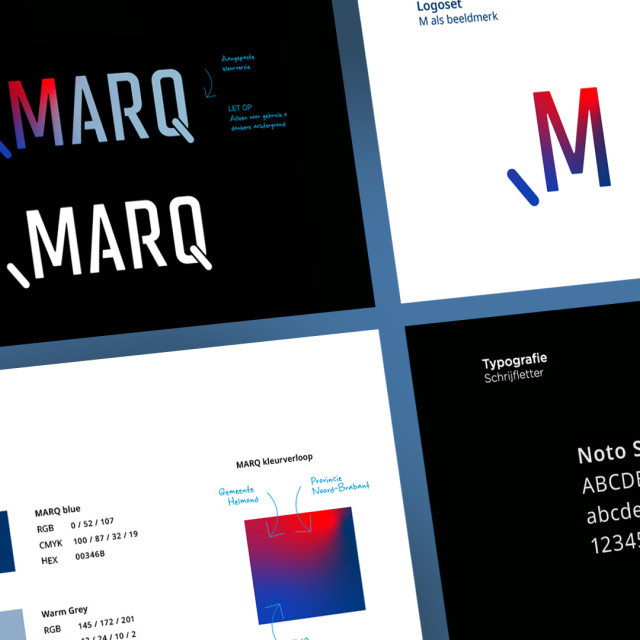 MARQ
Aangepaste
kleurversie
LET OP
Alleen voor gebruik o
donkere achtergrond
MARQ
Logoset
M als beeldmerk
M
MARQ blue
RGB 0 / 52 / 107
CMYK 100 / 87 / 32 / 19
HEX 00346B
Warm Grey
RGB 145 / 172 / 201
/ 24 / 10 / 2
MARQ kleurverloop
Gemeente
Helmond
Provincie
Noord-Brabant
Typografie
Schrijfletter
Noto S
ABCDE
abcde
12345